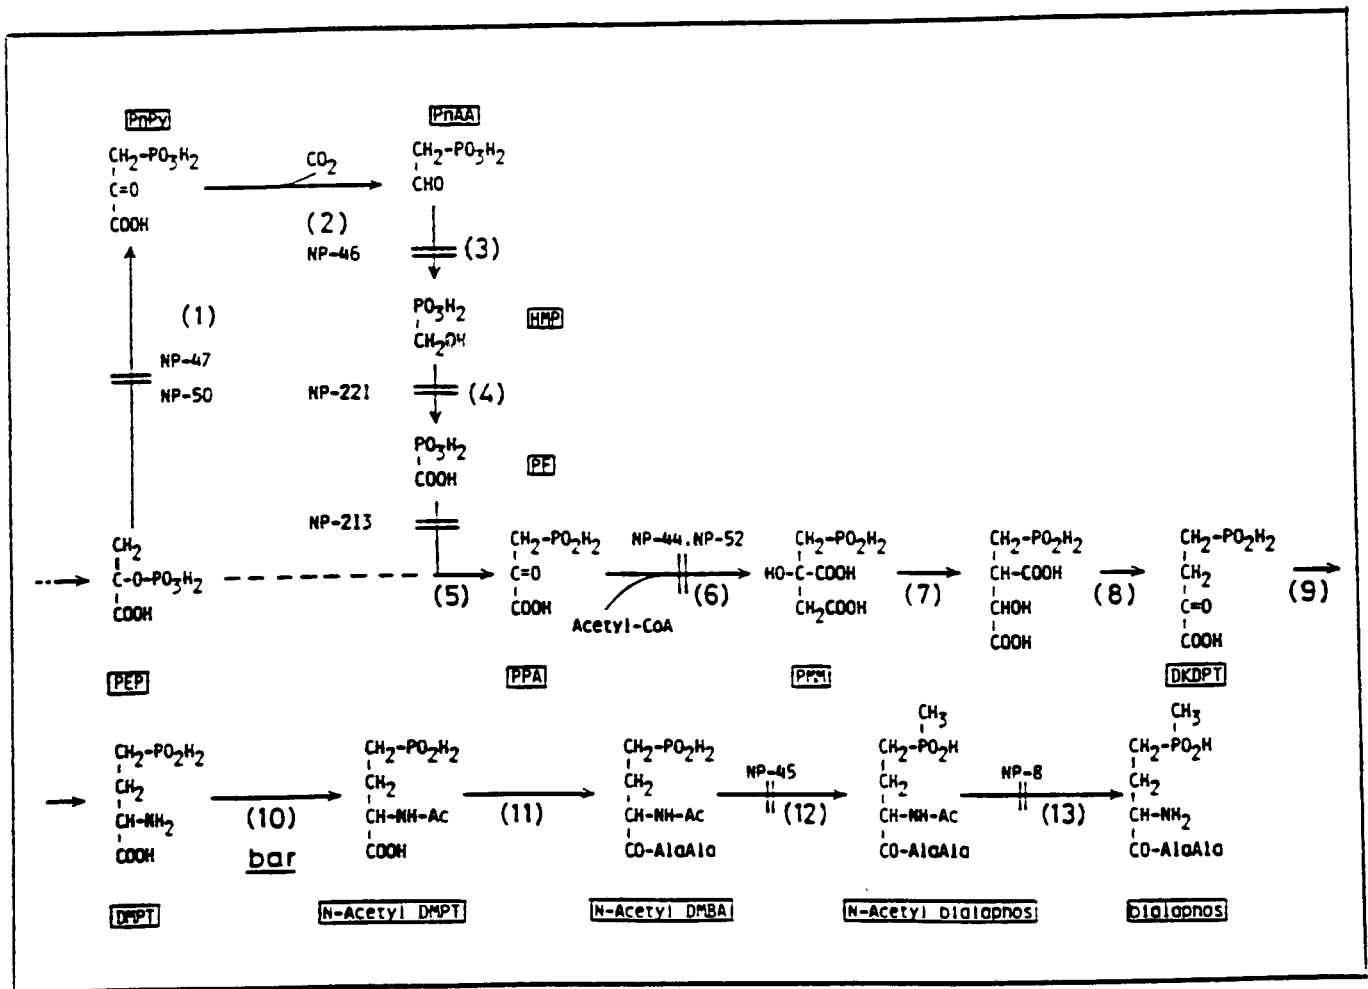 PnPy
CH2-PO3H2
C=O
COOH
CO2
(2)
NP-46
PnAA
CH2-PO3H2
CHO
(3)
PO3H2
CH2OH
HMP
(1)
NP-47
NP-50
NP-221
(4)
PO3H2
COOH
PF
NP-213
CH2
C-O-PO3H2
COOH
PEP
(5)
CH2-PO2H2
C=O
COOH
PPA
NP-44.NP-52
Acetyl-CoA
(6)
CH2-PO2H2
HO-C-COOH
CH2COOH
PMM
(7)
CH2-PO2H2
CH-COOH
CHOH
COOH
(8)
CH2-PO2H2
CH2
C=O
COOH
DKDPT
(9)
CH2-PO2H2
CH2
CH-NH2
COOH
DMPT
(10)
bar
CH2-PO2H2
CH2
CH-NH-Ac
COOH
N-Acetyl DMPT
(11)
CH2-PO2H2
CH2
CH-NH-Ac
CO-AlaAla
N-Acetyl DMBA
NP-45
(12)
CH3
CH2-PO2H
CH2
CH-NH-Ac
CO-AlaAla
N-Acetyl bialapnos
NP-8
(13)
CH3
CH2-PO2H
CH2
CH-NH2
CO-AlaAla
bialapnos